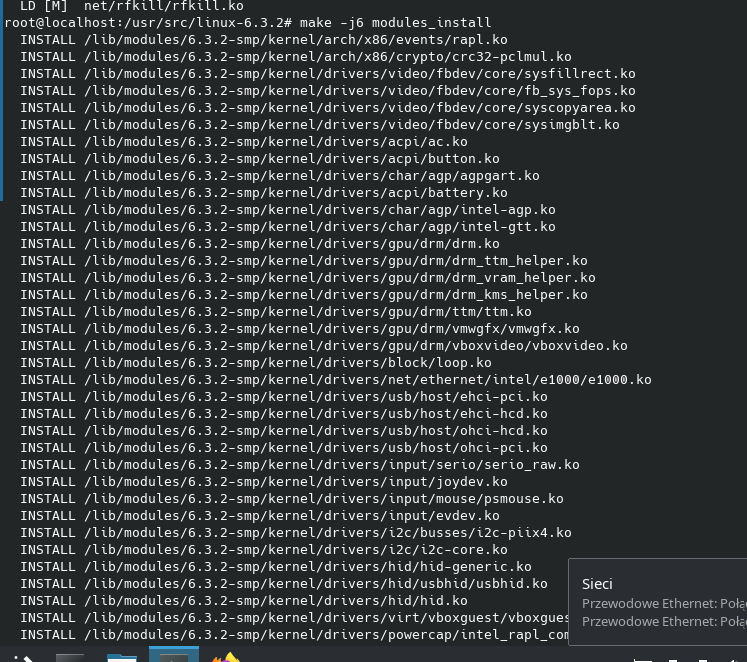 LD [M]  net/rfkill/rfkill.ko
root@localhost:/usr/src/linux-6.3.2# make -j6 modules_install
INSTALL /lib/modules/6.3.2-smp/kernel/arch/x86/events/rapl.ko
INSTALL /lib/modules/6.3.2-smp/kernel/arch/x86/crypto/crc32-pclmul.ko
INSTALL /lib/modules/6.3.2-smp/kernel/drivers/video/fbdev/core/sysfillrect.ko
INSTALL /lib/modules/6.3.2-smp/kernel/drivers/video/fbdev/core/fb_sys_fops.ko
INSTALL /lib/modules/6.3.2-smp/kernel/drivers/video/fbdev/core/syscopyarea.ko
INSTALL /lib/modules/6.3.2-smp/kernel/drivers/video/fbdev/core/sysimgblt.ko
INSTALL /lib/modules/6.3.2-smp/kernel/drivers/acpi/ac.ko
INSTALL /lib/modules/6.3.2-smp/kernel/drivers/acpi/button.ko
INSTALL /lib/modules/6.3.2-smp/kernel/drivers/char/agp/agpgart.ko
INSTALL /lib/modules/6.3.2-smp/kernel/drivers/acpi/battery.ko
INSTALL /lib/modules/6.3.2-smp/kernel/drivers/char/agp/intel-agp.ko
INSTALL /lib/modules/6.3.2-smp/kernel/drivers/char/agp/intel-gtt.ko
INSTALL /lib/modules/6.3.2-smp/kernel/drivers/gpu/drm/drm.ko
INSTALL /lib/modules/6.3.2-smp/kernel/drivers/gpu/drm/drm_ttm_helper.ko
INSTALL /lib/modules/6.3.2-smp/kernel/drivers/gpu/drm/drm_vram_helper.ko
INSTALL /lib/modules/6.3.2-smp/kernel/drivers/gpu/drm/drm_kms_helper.ko
INSTALL /lib/modules/6.3.2-smp/kernel/drivers/gpu/drm/ttm/ttm.ko
INSTALL /lib/modules/6.3.2-smp/kernel/drivers/gpu/drm/vmwgfx/vmwgfx.ko
INSTALL /lib/modules/6.3.2-smp/kernel/drivers/gpu/drm/vboxvideo/vboxvideo.ko
INSTALL /lib/modules/6.3.2-smp/kernel/drivers/block/loop.ko
INSTALL /lib/modules/6.3.2-smp/kernel/drivers/net/ethernet/intel/e1000/e1000.ko
INSTALL /lib/modules/6.3.2-smp/kernel/drivers/usb/host/ehci-pci.ko
INSTALL /lib/modules/6.3.2-smp/kernel/drivers/usb/host/ehci-hcd.ko
INSTALL /lib/modules/6.3.2-smp/kernel/drivers/usb/host/ohci-hcd.ko
INSTALL /lib/modules/6.3.2-smp/kernel/drivers/usb/host/ohci-pci.ko
INSTALL /lib/modules/6.3.2-smp/kernel/drivers/input/serio/serio_raw.ko
INSTALL /lib/modules/6.3.2-smp/kernel/drivers/input/joydev.ko
INSTALL /lib/modules/6.3.2-smp/kernel/drivers/input/mouse/psmouse.ko
INSTALL /lib/modules/6.3.2-smp/kernel/drivers/input/evdev.ko
INSTALL /lib/modules/6.3.2-smp/kernel/drivers/i2c/busses/i2c-piix4.ko
INSTALL /lib/modules/6.3.2-smp/kernel/drivers/i2c/i2c-core.ko
INSTALL /lib/modules/6.3.2-smp/kernel/drivers/hid/hid-generic.ko
INSTALL /lib/modules/6.3.2-smp/kernel/drivers/hid/usbhid/usbhid.ko
INSTALL /lib/modules/6.3.2-smp/kernel/drivers/hid/hid.ko
INSTALL /lib/modules/6.3.2-smp/kernel/drivers/virt/vboxguest/vboxgues
INSTALL /lib/modules/6.3.2-smp/kernel/drivers/powercap/intel_rapl_com
Sieci
Przewodowe Ethernet: Połą
Przewodowe Ethernet: Połą